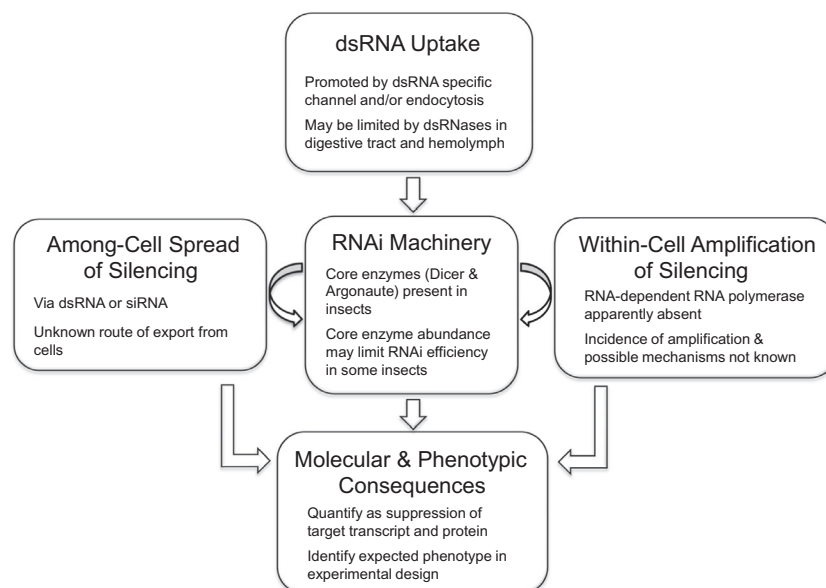 dsRNA Uptake
Promoted by dsRNA specific
channel and/or endocytosis
May be limited by dsRNases in
digestive tract and hemolymph
Among-Cell Spread
of Silencing
Via dsRNA or siRNA
Unknown route of export from
cells
RNAi Machinery
Core enzymes (Dicer &
Argonaute) present in
insects
Core enzyme abundance
may limit RNAi efficiency
in some insects
Within-Cell Amplification
of Silencing
RNA-dependent RNA polymerase
apparently absent
Incidence of amplification &
possible mechanisms not known
Molecular & Phenotypic
Consequences
Quantify as suppression of
target transcript and protein
Identify expected phenotype in
experimental design